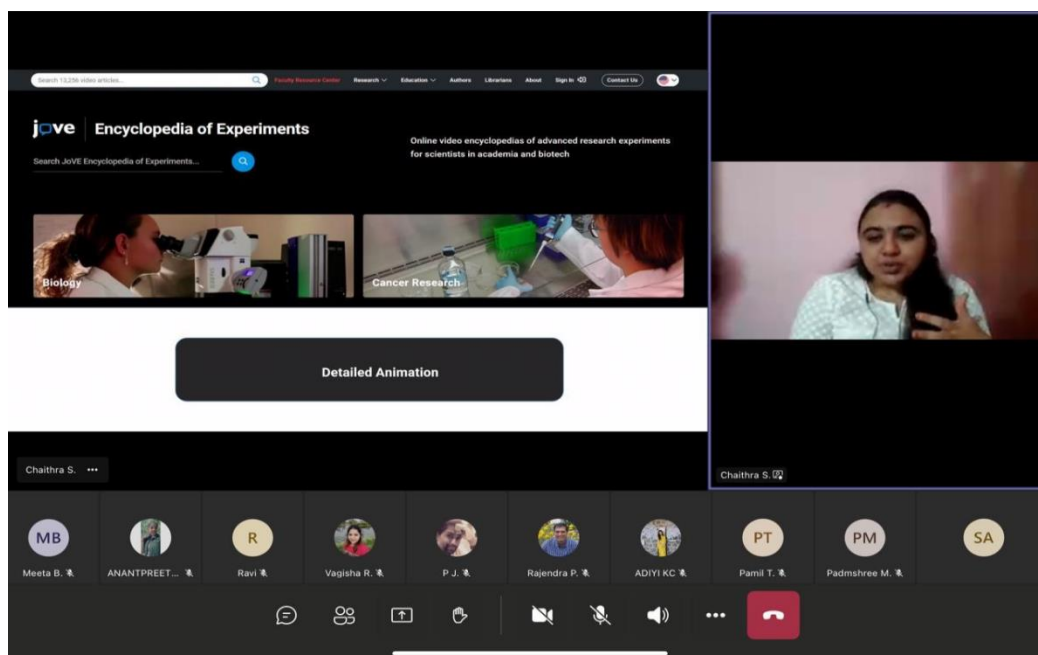 Search 13,256 video articles...
Faculty Resource Center Research Education Authors Librarians About Sign In Contact Us
jove Encyclopedia of Experiments
Online video encyclopedias of advanced research experiments
for scientists in academia and biotech
Search JoVE Encyclopedia of Experiments...
Biology
Cancer Research
Detailed Animation
Chaithra S.
Chaithra S.
MB
R
PT
PM
SA
Meeta B.
ANANTPREET...
Ravi
Vagisha R.
P J.
Rajendra P.
ADIYI KC
Pamil T.
Padmshree M.